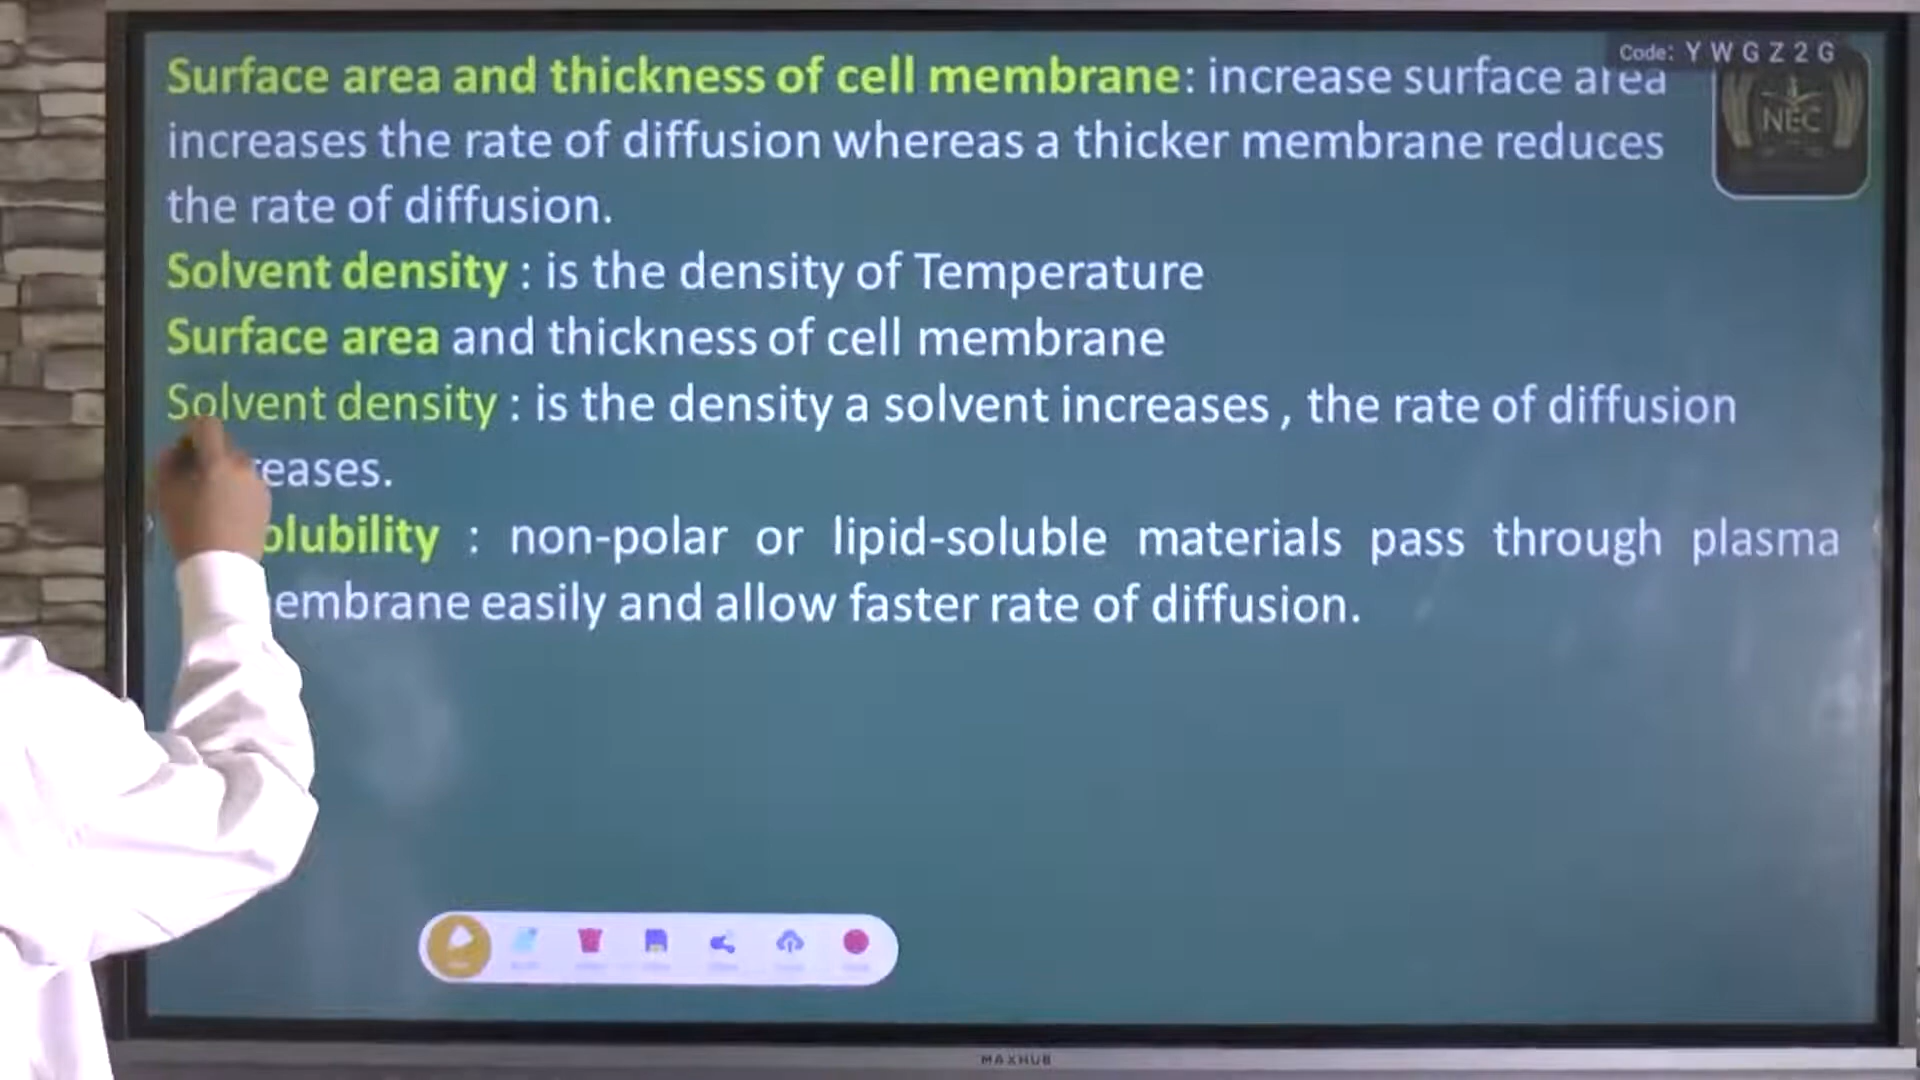 Code: Y W G Z 2 G
Surface area and thickness of cell membrane: increase surface area
NEC
increases the rate of diffusion whereas a thicker membrane reduces
the rate of diffusion.
Solvent density : is the density of Temperature
Surface area and thickness of cell membrane
Solvent density : is the density a solvent increases , the rate of diffusion
reases.
olubility : non-polar or lipid-soluble materials pass through plasma
embrane easily and allow faster rate of diffusion.
MAXHUB